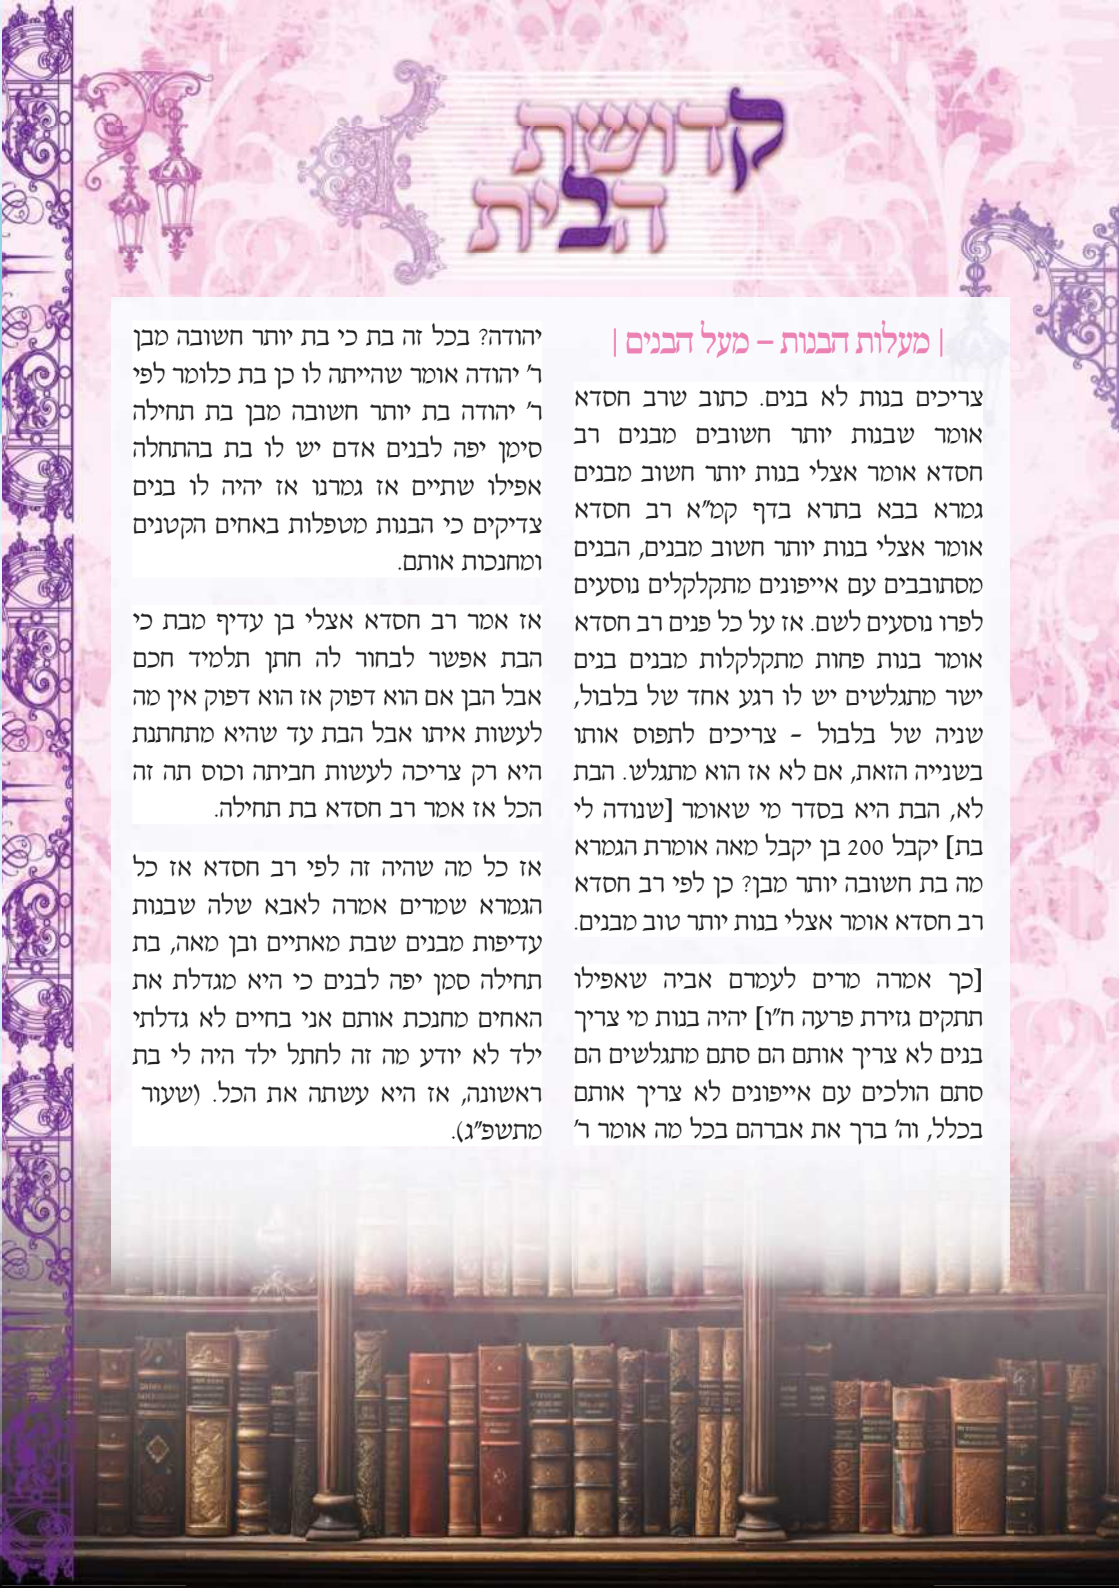 קדושת
הבית
| מעלות הבנות – מעל הבנים |
צריכים בנות לא בנים. כתוב שרב חסדא
אומר שבנות יותר חשובים מבנים רב
חסדא אומר אצלי בנות יותר חשוב מבנים
גמרא בבא בתרא בדף קמ"א רב חסדא
אומר אצלי בנות יותר חשוב מבנים, הבנים
מסתובבים עם אייפונים מתקלקלים נוסעים
לפרו נוסעים לשם. אז על כל פנים רב חסדא
אומר בנות פחות מתקלקלות מבנים בנים
ישר מתגלשים יש לו רגע אחד של בלבול,
שניה של בלבול – צריכים לתפוס אותו
בשנייה הזאת, אם לא אז הוא מתגלש. הבת
לא, הבת היא בסדר מי שאומר [שנודה לי
בת] יקבל 200 בן יקבל מאה אומרת הגמרא
מה בת חשובה יותר מבן? כן לפי רב חסדא
רב חסדא אומר אצלי בנות יותר טוב מבנים.
[כך אמרה מרים לעמרם אביה שאפילו
תתקים גזירת פרעה ח"ו] יהיה בנות מי צריך
בנים לא צריך אותם הם סתם מתגלשים הם
סתם הולכים עם אייפונים לא צריך אותם
בכלל, וה' ברך את אברהם בכל מה אומר ר'
יהודה? בכל זה בת כי בת יותר חשובה מבן
ר' יהודה אומר שהייתה לו כן בת כלומר לפי
ר' יהודה בת יותר חשובה מבן בת תחילה
סימן יפה לבנים אדם יש לו בת בהתחלה
אפילו שתיים אז גמרנו אז יהיה לו בנים
צדיקים כי הבנות מטפלות באחים הקטנים
ומחנכות אותם.
אז אמר רב חסדא אצלי בן עדיף מבת כי
הבת אפשר לבחור לה חתן תלמיד חכם
אבל הבן אם הוא דפוק אז הוא דפוק אין מה
לעשות איתו אבל הבת עד שהיא מתחתנת
היא רק צריכה לעשות חביתה וכוס תה זה
הכל אז אמר רב חסדא בת תחילה.
אז כל מה שהיה זה לפי רב חסדא אז כל
הגמרא שמרים אמרה לאבא שלה שבנות
עדיפות מבנים שבת מאתיים ובן מאה, בת
תחילה סמן יפה לבנים כי היא מגדלת את
האחים מחנכת אותם אני בחיים לא גדלתי
ילד לא יודע מה זה לחתל ילד היה לי בת
ראשונה, אז היא עשתה את הכל. (שעור
מתשפ"ג).